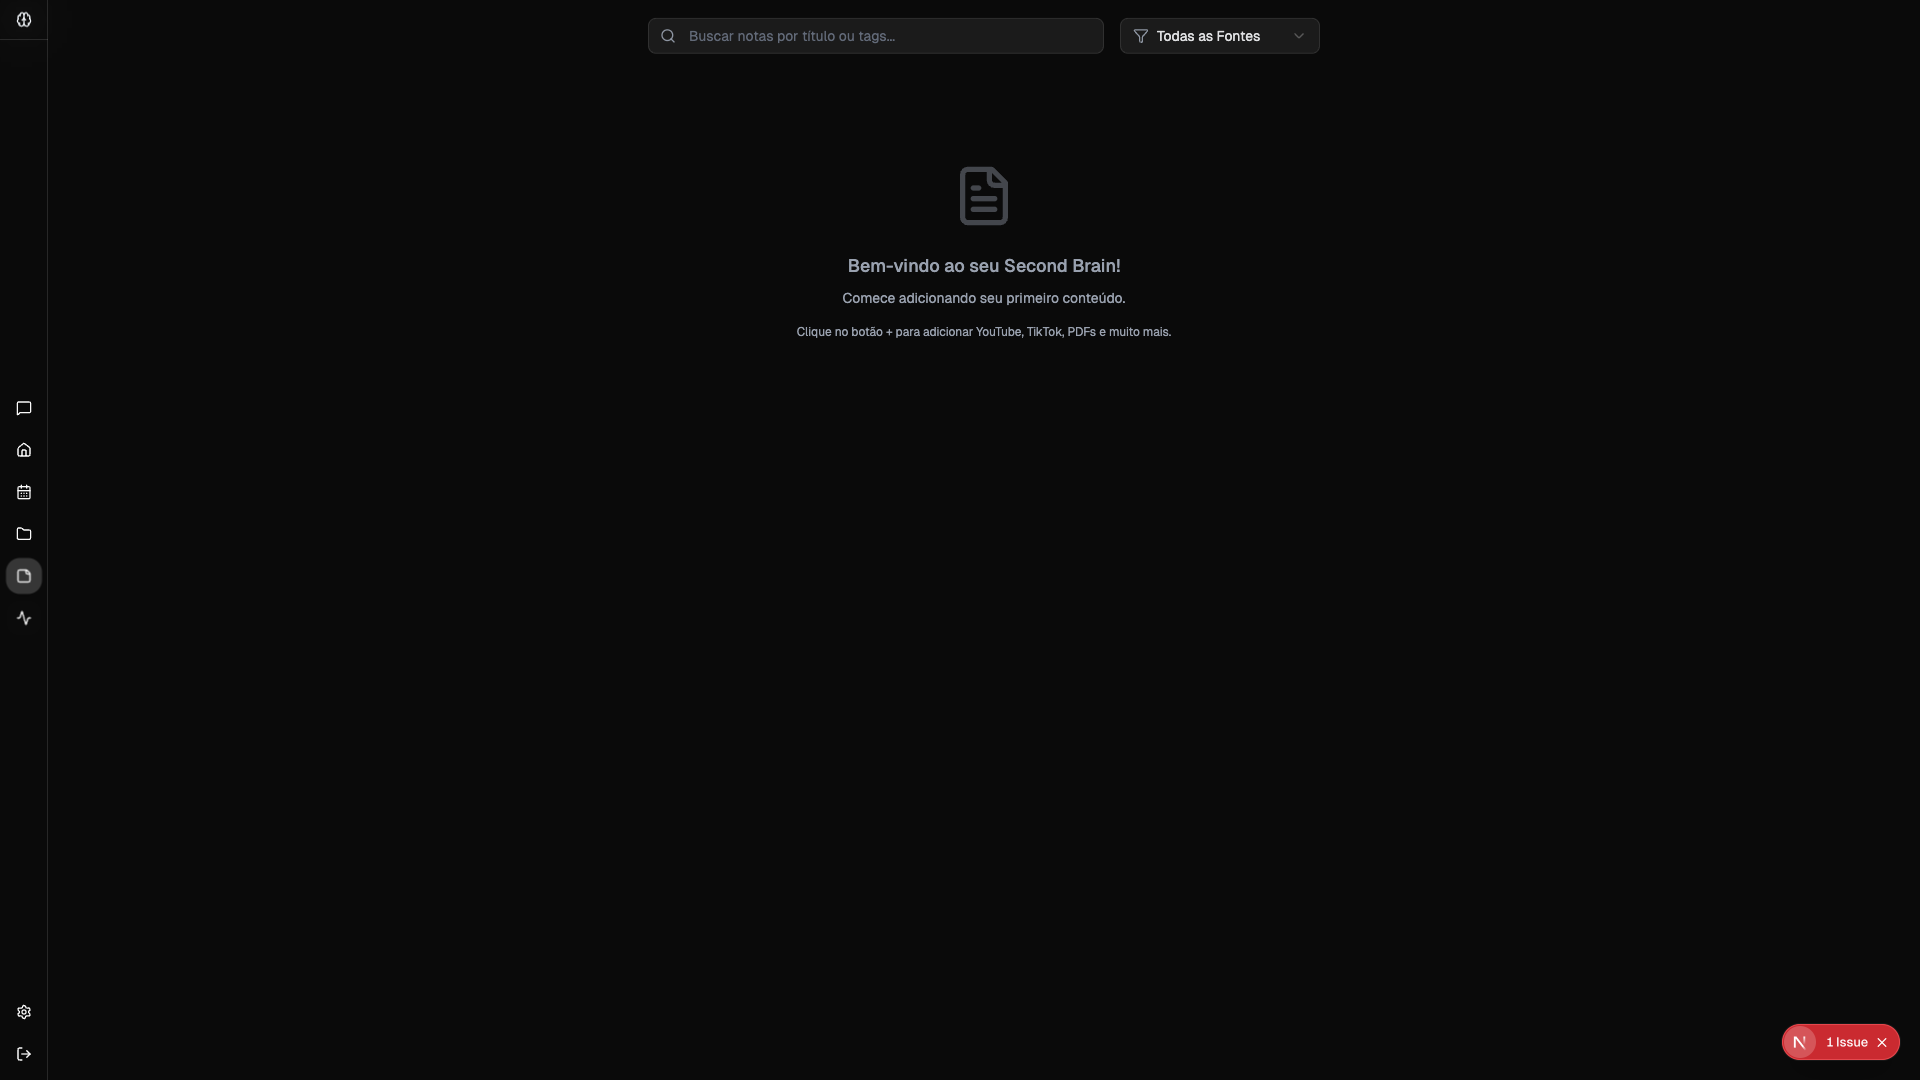 Buscar notas por título ou tags...
Todas as Fontes
Bem-vindo ao seu Second Brain!
Comece adicionando seu primeiro conteúdo.
Clique no botão + para adicionar YouTube, TikTok, PDFs e muito mais.
N
1 Issue